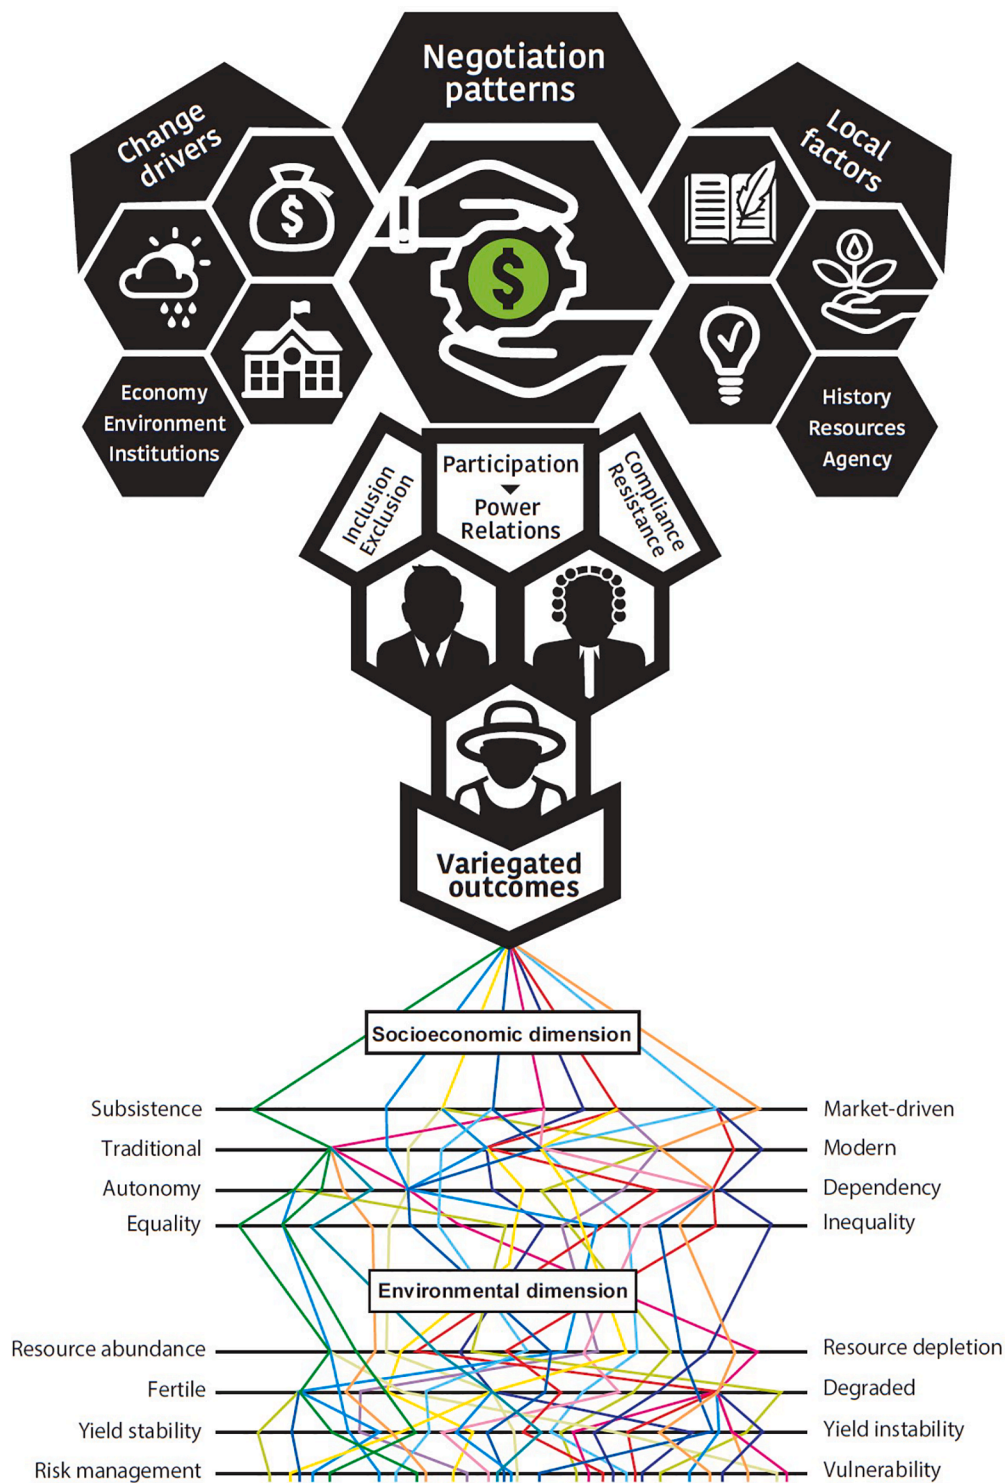 Negotiation
patterns
Change
drivers
Local
factors
$
$
Economy
Environment
Institutions
History
Resources
Agency
Inclusion
Exclusion
Participation
Power
Relations
Compliance
Resistance
Variegated
outcomes
Socioeconomic dimension
Subsistence
Market-driven
Traditional
Modern
Autonomy
Dependency
Equality
Inequality
Environmental dimension
Resource abundance
Resource depletion
Fertile
Degraded
Yield stability
Yield instability
Risk management
Vulnerability